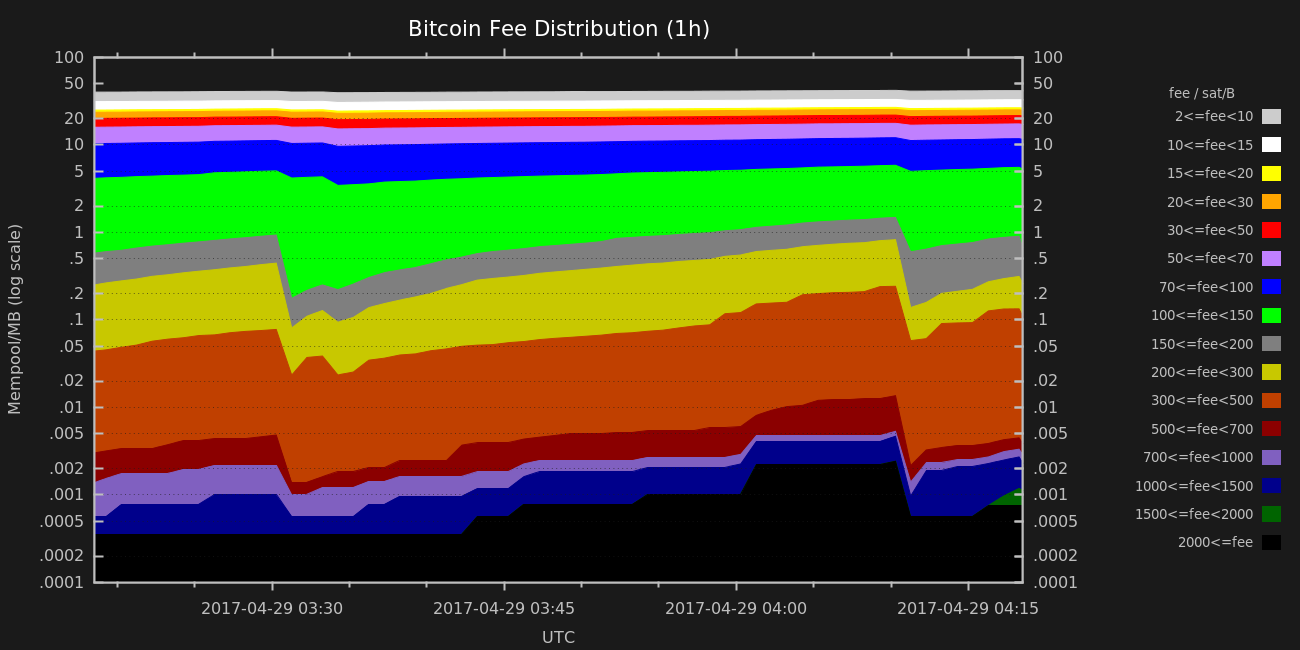 Bitcoin Fee Distribution (1h)
100 100
50 50
20 20
10 10
5 5
2 2
1 1
.5 .5
.2 .2
.1 .1
.05 .05
.02 .02
.01 .01
.005 .005
.002 .002
.001 .001
.0005 .0005
.0002 .0002
.0001 .0001
Mempool/MB (log scale)
2017-04-29 03:30 2017-04-29 03:45 2017-04-29 04:00 2017-04-29 04:15
UTC
fee / sat/B
2<=fee<10
10<=fee<15
15<=fee<20
20<=fee<30
30<=fee<50
50<=fee<70
70<=fee<100
100<=fee<150
150<=fee<200
200<=fee<300
300<=fee<500
500<=fee<700
700<=fee<1000
1000<=fee<1500
1500<=fee<2000
2000<=fee